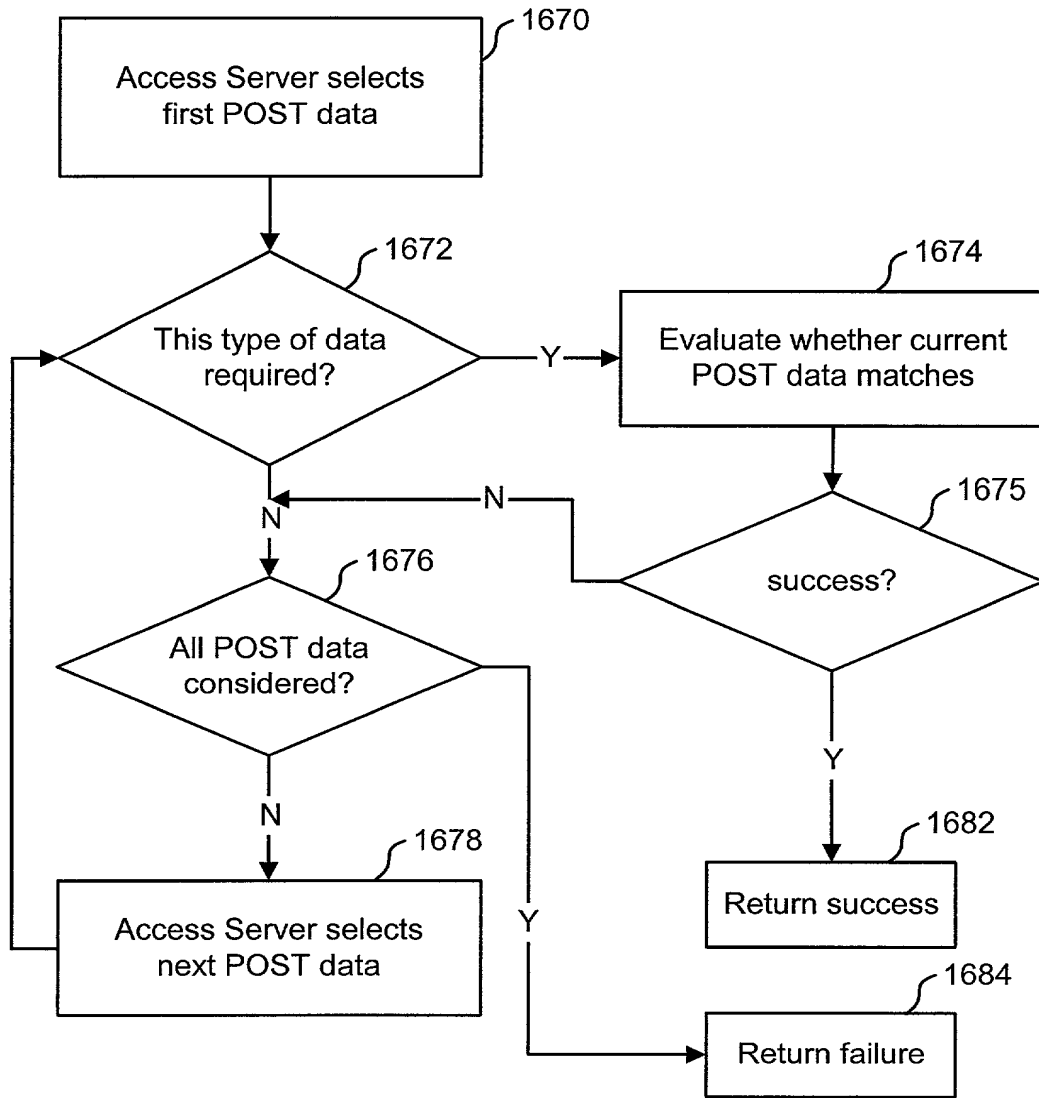 1670
Access Server selects
first POST data
1672
This type of data
required?
Y
1674
Evaluate whether current
POST data matches
N
N
1675
success?
1676
All POST data
considered?
Y
N
1678
Access Server selects
next POST data
Y
1682
Return success
1684
Return failure